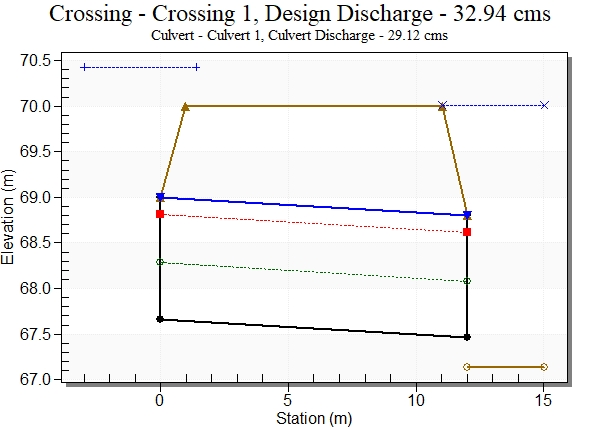 Crossing - Crossing 1, Design Discharge - 32.94 cms
Culvert - Culvert 1, Culvert Discharge - 29.12 cms
70.5
70.0
69.5
69.0
68.5
68.0
67.5
67.0
Elevation (m)
0 5 10 15
Station (m)